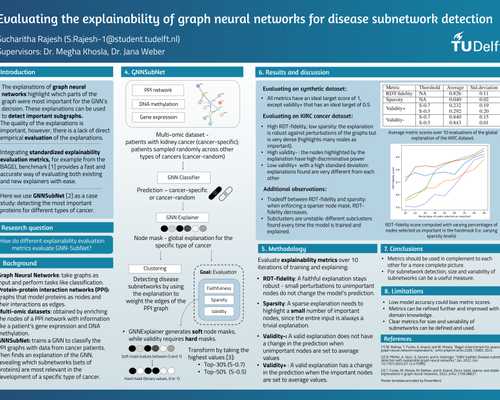 Evaluating the explainability of graph neural networks for disease subnetwork detection
Sucharitha Rajesh (S.Rajesh-1@student.tudelft.nl)
Supervisors: Dr. Megha Khosla, Dr. Jana Weber
TUDelft
Introduction
The explanations of graph neural
networks highlight which parts of the
graph were most important for the GNN's
decision. These explanations can be used
to detect important subgraphs.
The quality of the explanations is
important, however, there is a lack of direct
empirical evaluation of the explanations.
Integrating standardized explainability
evaluation metrics, for example from the
BAGEL benchmark [1] provides a fast and
accurate way of evaluating both existing
and new explainers with ease.
Here we use GNNSubNet [2] as a case
study: detecting the most important
proteins for different types of cancer.
Research question
How do different explainability evaluation
metrics evaluate GNN-SubNet?
Background
Graph Neural Networks: take graphs as
input and perform tasks like classification.
Protein-protein interaction networks (PPI):
graphs that model proteins as nodes and
their interactions as edges.
Multi-omic datasets: obtained by enriching
the nodes of a PPI network with information
like a patient's gene expression and DNA
methylation.
GNNSubNet: trains a GNN to classify the
PPI graphs with data from cancer patients.
Then finds an explanation of the GNN,
revealing which subnetworks (sets of
proteins) are most relevant in the
development of a specific type of cancer.
4. GNNSubNet
PPI network
DNA methylation
Gene expression
Multi-omic dataset -
patients with kidney cancer (cancer-specific)
patients sampled randomly across other
types of cancers (cancer-random)
GNN Classifier
Prediction – cancer-specific
or cancer-random
GNN Explainer
Node mask - global explanation for the
specific type of cancer
Clustering
Detecting disease
subnetworks by using
the explanation to
weight the edges of the
PPI graph
Goal: Evaluation
Faithfulness
Sparsity
Validity
GNNExplainer generates soft node masks,
while validity requires hard masks.
Soft mask (values between 0 and 1)
Hard mask (binary values, 0 or 1)
Transform by taking the
highest values [3]:
Top-30% (S-0.7)
Top-50% (S-0.5)
6. Results and discussion
Evaluating on synthetic dataset:
All metrics have an ideal target score of 1,
except validity that has an ideal target of 0.5.
Evaluating on KIRC cancer dataset:
High RDT-fidelity, low sparsity: the explanation
is robust against perturbations of the graphs but
is very dense (highlights many nodes as
important).
High validity-: the nodes highlighted by the
explanation have high discriminative power
Low validity+ with a high standard deviation:
explanations found are very different from each
other
Additional observations:
Tradeoff between RDT-fidelity and sparsity:
when enforcing a sparser node mask, RDT-
fidelity decreases.
Subclusters are unstable: different subclusters
found every time the model is trained and
explained.
Metric Threshold Average Std.deviation
RDT fidelity NA 0.826 0.11
Sparsity NA 0.040 0.02
Validity+ S-0.7 0.232 0.19
S-0.5 0.292 0.20
Validity- S-0.7 0.840 0.15
S-0.5 0.843 0.01
Average metric scores over 10 evaluations of the global
explanation of the KIRC dataset.
RDT-fidelity score computed with varying percentages of
nodes selected as important in the hardmask (i.e. varying
sparsity levels)
5. Methodology
Evaluate explainability metrics over 10
iterations of training and explaining:
RDT-Fidelity: A faithful explanation stays
robust - small perturbations to unimportant
nodes do not change the model's prediction.
Sparsity: A sparse explanation needs to
highlight a small number of important
nodes, since the entire input is always a
trivial explanation.
Validity-: A valid explanation does not have
a change in the prediction when
unimportant nodes are set to average
values.
Validity+: A valid explanation has a change
in the prediction when the important nodes
are set to average values.
7. Conclusions
Metrics should be used in complement to each
other for a more complete picture.
For subnetwork detection, size and variability of
subnetworks can be a useful measure.
8. Limitations
Low model accuracy could bias metric scores.
Metrics can be refined further and improved with
domain knowledge.
Clear metrics for size and variability of
subnetworks can be defined and used.
References